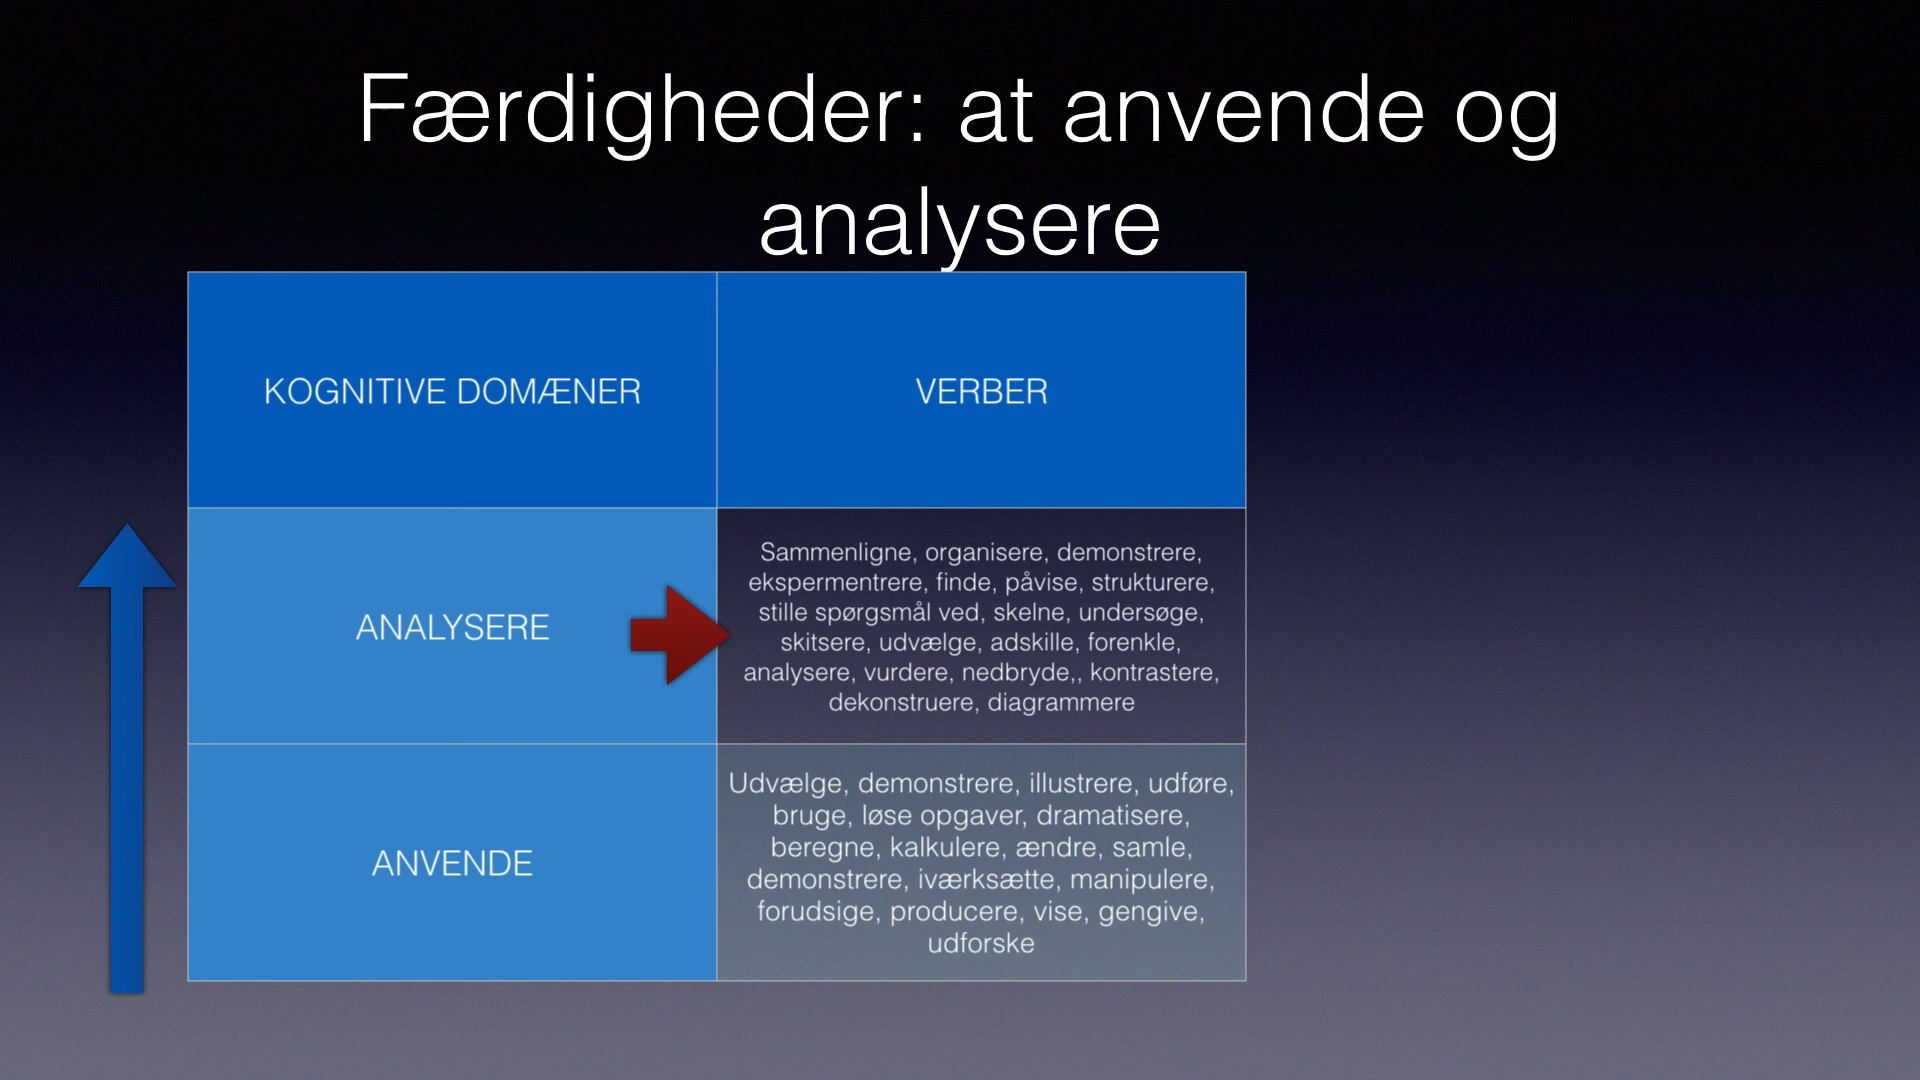 Færdigheder: at anvende og
analysere
KOGNITIVE DOMÆNER
VERBER
ANALYSERE
Sammenligne, organisere, demonstrere,
ekspermentrere, finde, påvise, strukturere,
stille spørgsmål ved, skelne, undersøge,
skitsere, udvælge, adskille, forenkle,
analysere, vurdere, nedbryde,, kontrastere,
dekonstruere, diagrammere
ANVENDE
Udvælge, demonstrere, illustrere, udføre,
bruge, løse opgaver, dramatisere,
beregne, kalkulere, ændre, samle,
demonstrere, iværksætte, manipulere,
forudsige, producere, vise, gengive,
udforske